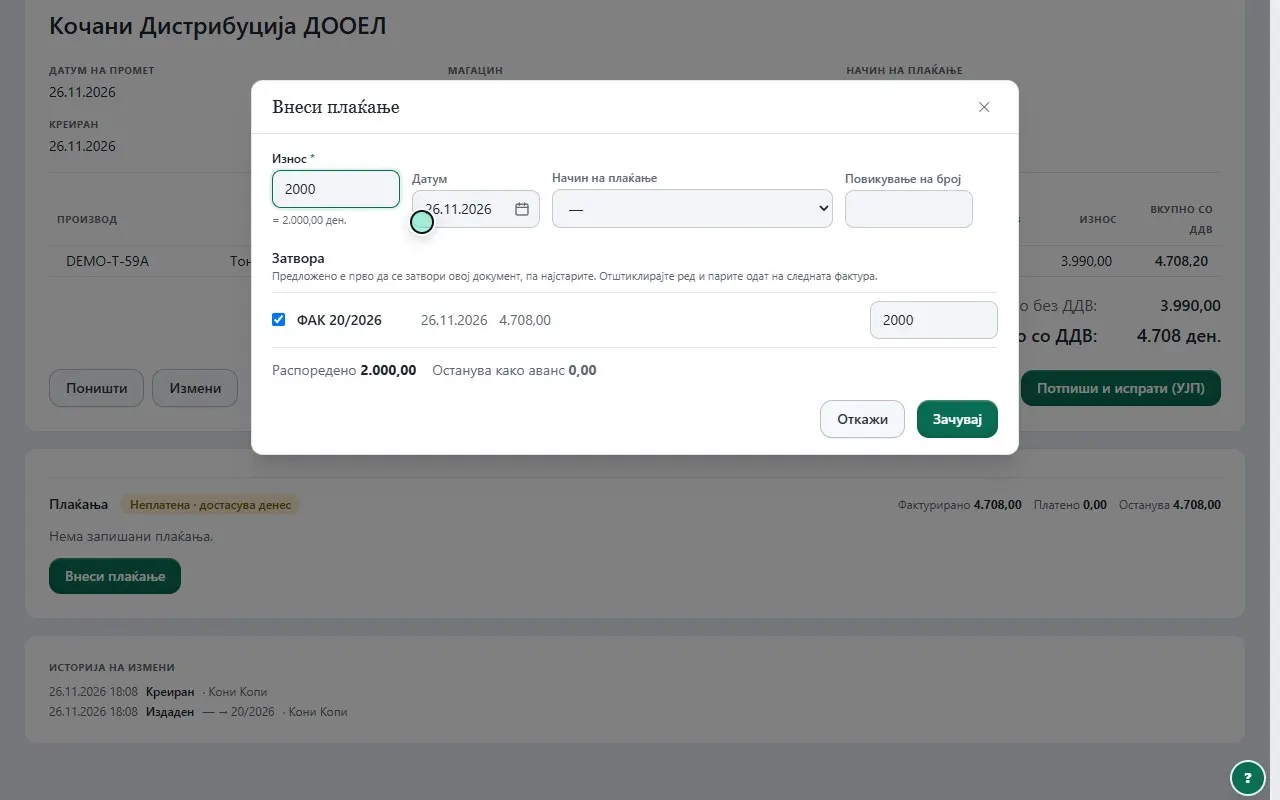 Кочани Дистрибуција ДООЕЛ
ДАТУМ НА ПРОМЕТ
МАГАЦИН
НАЧИН НА ПЛАЌАЊЕ
26.11.2026
КРЕИРАН
26.11.2026
Внеси плаќање
Износ *
2000
= 2.000,00 ден.
Датум
26.11.2026
Начин на плаќање
—
Повикување на број
Затвора
Предложено е прво да се затвори овој документ, па најстарите. Отштиклирајте ред и парите одат на следната фактура.
ФАК 20/2026 26.11.2026 4.708,00 2000
Распоредено 2.000,00 Останува како аванс 0,00
Откажи Зачувај
ПРОИЗВОД
ИЗНОС
ВКУПНО СО ДДВ
DEMO-T-59A
3.990,00 4.708,20
без ДДВ: 3.990,00
со ДДВ: 4.708 ден.
Поништи Измени Потпиши и испрати (УЈП)
Плаќања Неплатена · достасува денес Фактурирано 4.708,00 Платено 0,00 Останува 4.708,00
Нема запишани плаќања.
Внеси плаќање
ИСТОРИЈА НА ИЗМЕНИ
26.11.2026 18:08 Креиран · Кони Копи
26.11.2026 18:08 Издаден — → 20/2026 · Кони Копи
?